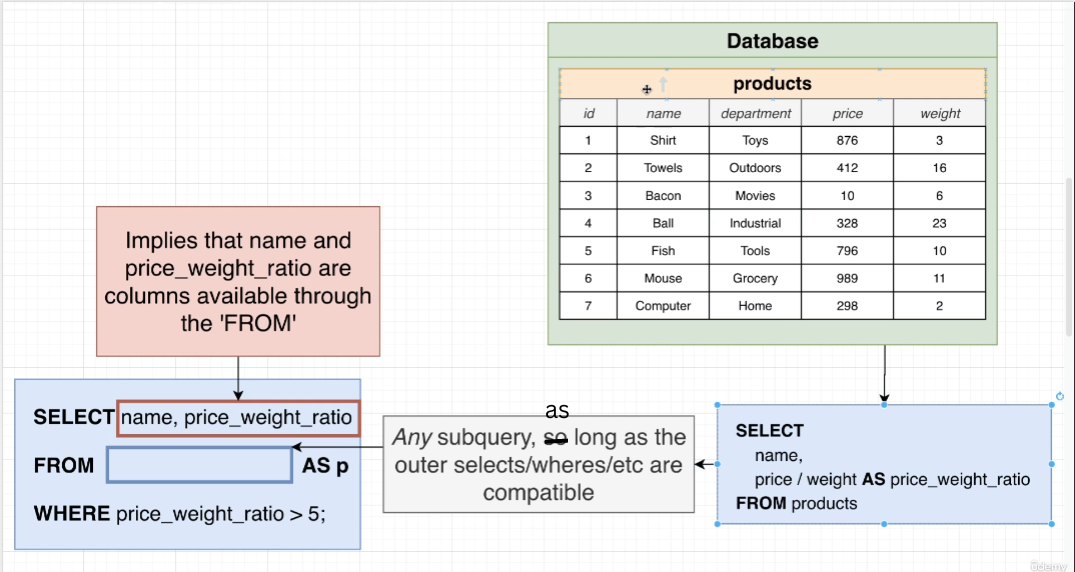 Database
products
id name department price weight
1 Shirt Toys 876 3
2 Towels Outdoors 412 16
3 Bacon Movies 10 6
4 Ball Industrial 328 23
5 Fish Tools 796 10
6 Mouse Grocery 989 11
7 Computer Home 298 2
Implies that name and
price_weight_ratio are
columns available through
the 'FROM'
SELECT name, price_weight_ratio
FROM AS p
WHERE price_weight_ratio > 5;
as
Any subquery, so long as the
outer selects/wheres/etc are
compatible
SELECT
name,
price / weight AS price_weight_ratio
FROM products
Udemy